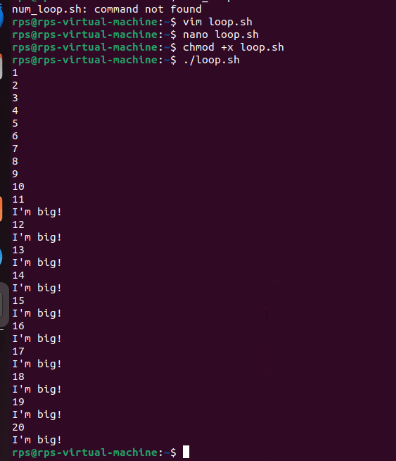 num_loop.sh: command not found
rps@rps-virtual-machine:~$ vim loop.sh
rps@rps-virtual-machine:~$ nano loop.sh
rps@rps-virtual-machine:~$ chmod +x loop.sh
rps@rps-virtual-machine:~$ ./loop.sh
1
2
3
4
5
6
7
8
9
10
11
I'm big!
12
I'm big!
13
I'm big!
14
I'm big!
15
I'm big!
16
I'm big!
17
I'm big!
18
I'm big!
19
I'm big!
20
I'm big!
rps@rps-virtual-machine:~$